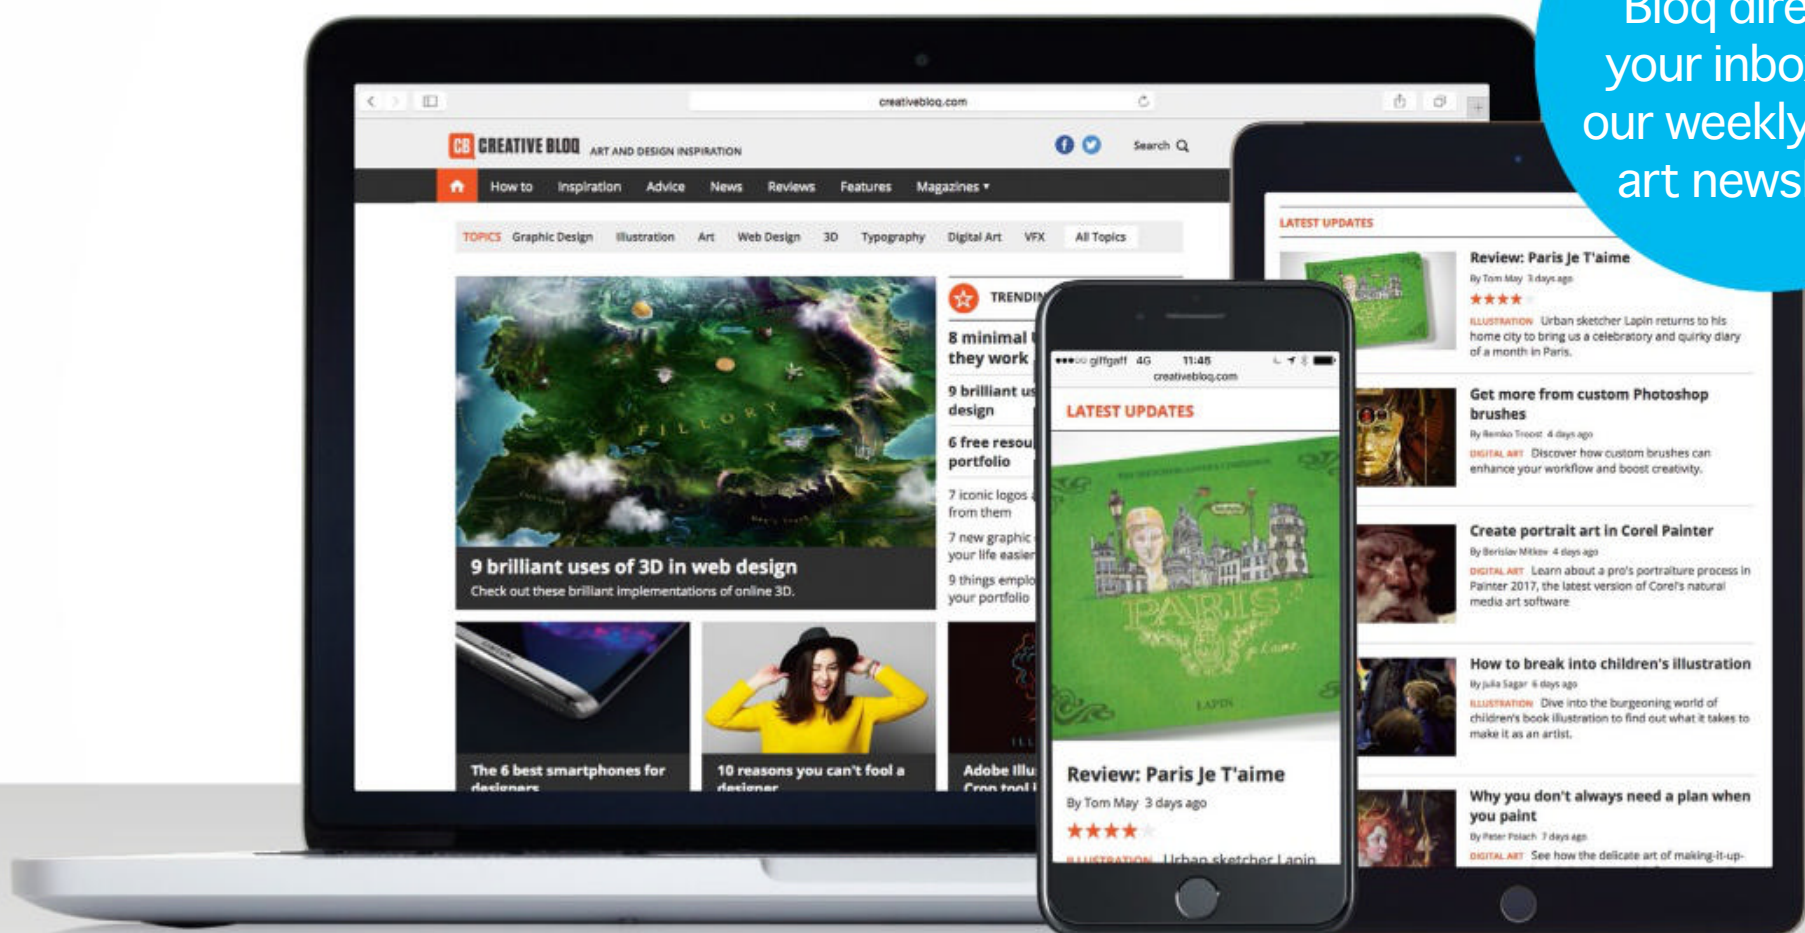 Bloq dire
your inbo
our weekly
art news
creativebloq.com
CB CREATIVE BLOQ ART AND DESIGN INSPIRATION
Search
How to Inspiration Advice News Reviews Features Magazines
TOPICS Graphic Design Illustration Art Web Design 3D Typography Digital Art VFX All Topics
FILLORY
9 brilliant uses of 3D in web design
Check out these brilliant implementations of online 3D.
TRENDIN
8 minimal
they work
9 brilliant us
design
6 free resou
portfolio
7 iconic logos
from them
7 new graphic
your life easier
9 things emplo
your portfolio
The 6 best smartphones for
designers
10 reasons you can't fool a
designer
Adobe Illu
Crop tool
giffgaff 4G 11:45
creativebloq.com
LATEST UPDATES
PARIS
je t'aime
LAPIN
Review: Paris Je T'aime
By Tom May 3 days ago
ILLUSTRATION Urban sketcher Lapin
LATEST UPDATES
Review: Paris Je T'aime
By Tom May 3 days ago
ILLUSTRATION Urban sketcher Lapin returns to his
home city to bring us a celebratory and quirky diary
of a month in Paris.
Get more from custom Photoshop
brushes
By Remko Troost 4 days ago
DIGITAL ART Discover how custom brushes can
enhance your workflow and boost creativity.
Create portrait art in Corel Painter
By Borislav Mitkov 4 days ago
DIGITAL ART Learn about a pro's portraiture process in
Painter 2017, the latest version of Corel's natural
media art software
How to break into children's illustration
By Julia Sagar 6 days ago
ILLUSTRATION Dive into the burgeoning world of
children's book illustration to find out what it takes to
make it as an artist.
Why you don't always need a plan when
you paint
By Peter Polach 7 days ago
DIGITAL ART See how the delicate art of making-it-up-